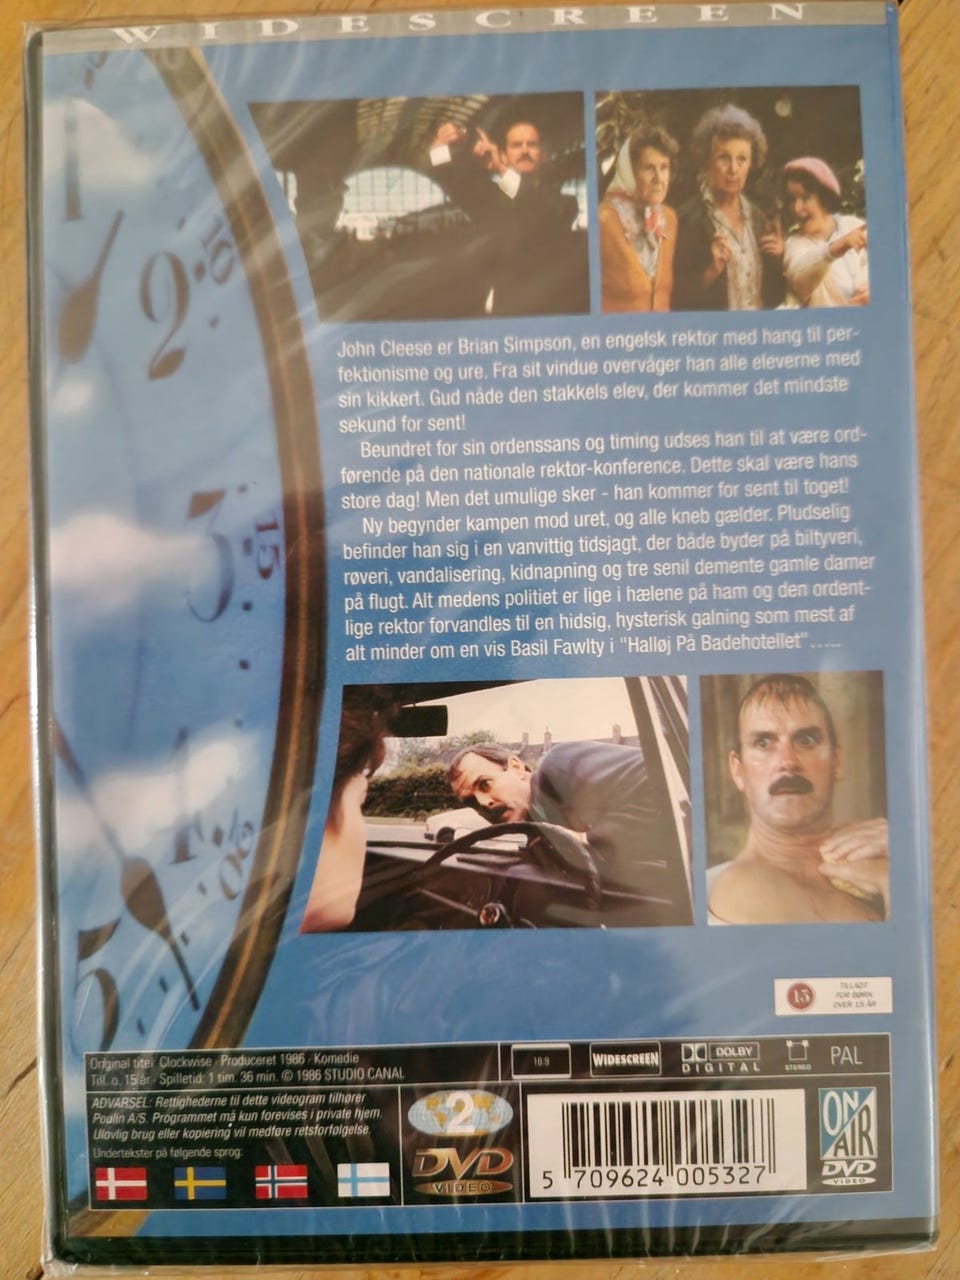 WIDESCREEN
John Cleese er Brian Simpson, en engelsk rektor med hang til per-
fektionisme og ure. Fra sit vindue overvåger han alle eleverne med
sin kikkert. Gud nåde den stakkels elev, der kommer det mindste
sekund for sent!
Beundret for sin ordenssans og timing udses han til at være ord-
førende på den nationale rektor-konference. Dette skal være hans
store dag! Men det umulige sker - han kommer for sent til toget!
Ny begynder kampen mod uret, og alle kneb gælder. Pludselig
befinder han sig i en vanvittig tidsjagt, der både byder på biltyveri,
røveri, vandalisering, kidnapning og tre senil demente gamle damer
på flugt. Alt medens politiet er lige i hælene på ham og den ordent-
lige rektor forvandles til en hidsig, hysterisk galning som mest af
alt minder om en vis Basil Fawlty i "Halløj På Badehotellet".....
1
2
10
3
15
4
20
5
15
TILLADT
FOR BØRN
OVER 15 ÅR
Original titel: Clockwise · Produceret 1986 · Komedie
Till. o. 15 år · Spilletid: 1 tim. 36 min. © 1986 STUDIO CANAL
16:9
WIDESCREEN
DOLBY
DIGITAL
STEREO
PAL
ADVARSEL: Rettighederne til dette videogram tilhører
Poulin A/S. Programmet må kun forevises i private hjem.
Ulovlig brug eller kopiering vil medføre retsforfølgelse.
Undertekster på følgende sprog:
2
DVD
VIDEO
5 709624 005327
ON
AIR
DVD
VIDEO